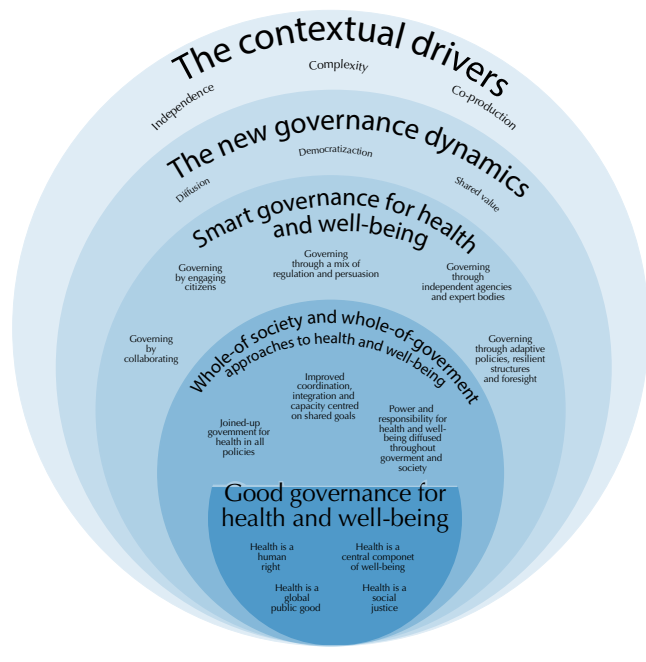 The contextual drivers
Independence
Complexity
Co-production
The new governance dynamics
Diffusion
Democratizaction
Shared value
Smart governance for health
and well-being
Governing
by engaging
citizens
Governing
through a mix of
regulation and persuasion
Governing
through
independent agencies
and expert bodies
Governing
by
collaborating
Governing
through adaptive
policies, resilient
structures
and foresight
Whole-of society and whole-of-goverment
approaches to health and well-being
Joined-up
government for
health in all
policies
Improved
coordination,
integration and
capacity centred
on shared goals
Power and
responsibility for
health and well-
being diffused
throughout
goverment and
society
Good governance for
health and well-being
Health is a
human
right
Health is a
central componet
of well-being
Health is a
global
public good
Health is a
social
justice